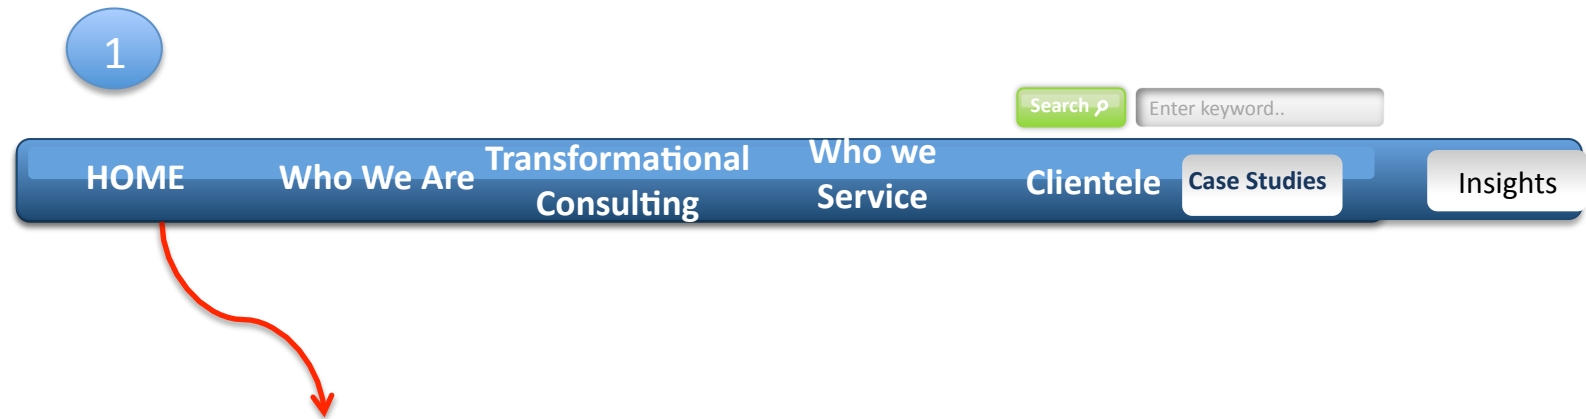 1
Search
Enter keyword..
HOME
Who We Are
Transformational
Consulting
Who we
Service
Clientele
Case Studies
Insights